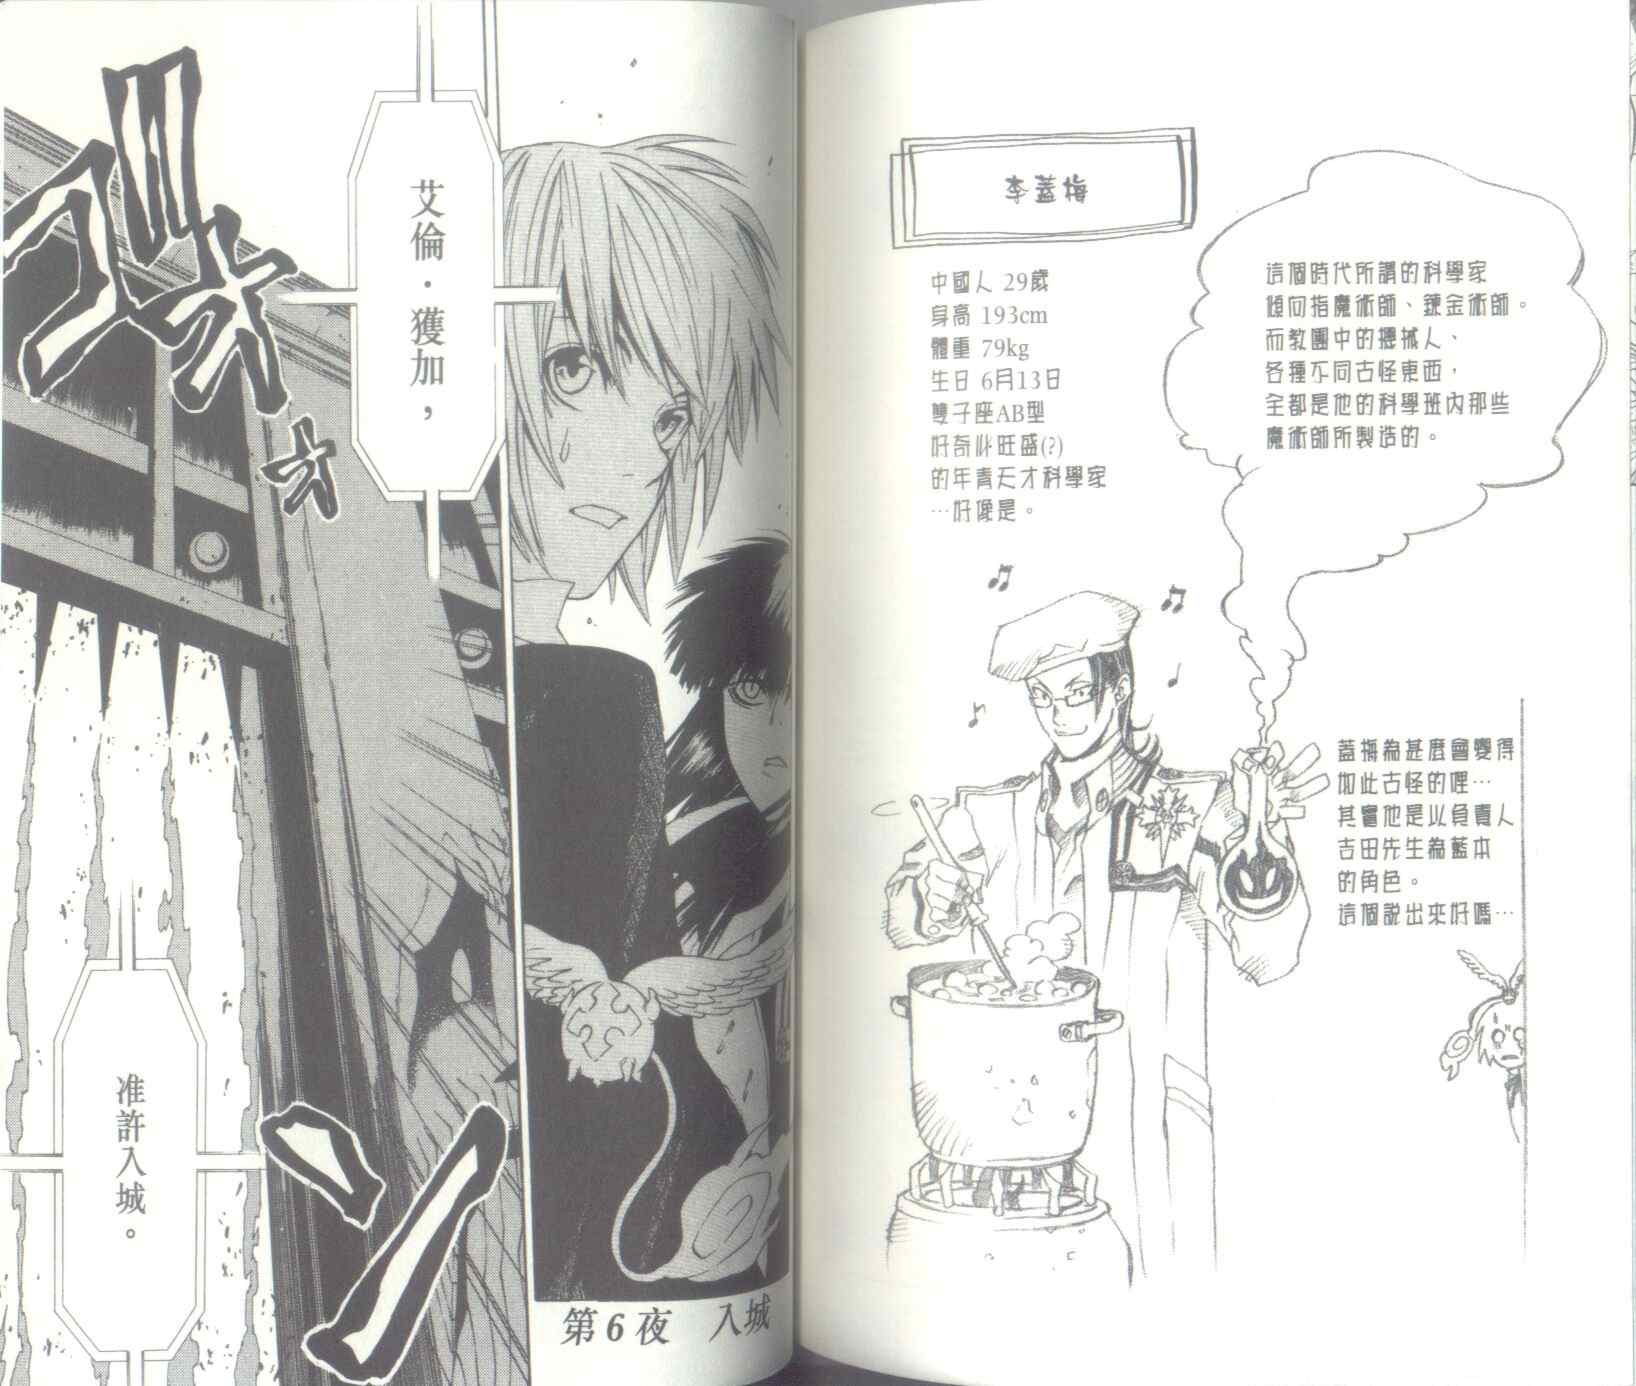 李蓋梅
中國人 29歲
身高 193cm
體重 79kg
生日 6月13日
雙子座AB型
好奇心旺盛(?)
的年青天才科學家
…好像是。
這個時代所謂的科學家
傾向指魔術師、鍊金術師。
而教團中的機械人、
各種不同古怪東西，
全都是他的科學班內那些
魔術師所製造的。
蓋梅為甚麼會變得
如此古怪的哩…
其實他是以負責人
吉田先生為藍本
的角色。
這個說出來好嗎…
艾倫·獲加，
准許入城。
第6夜 入城